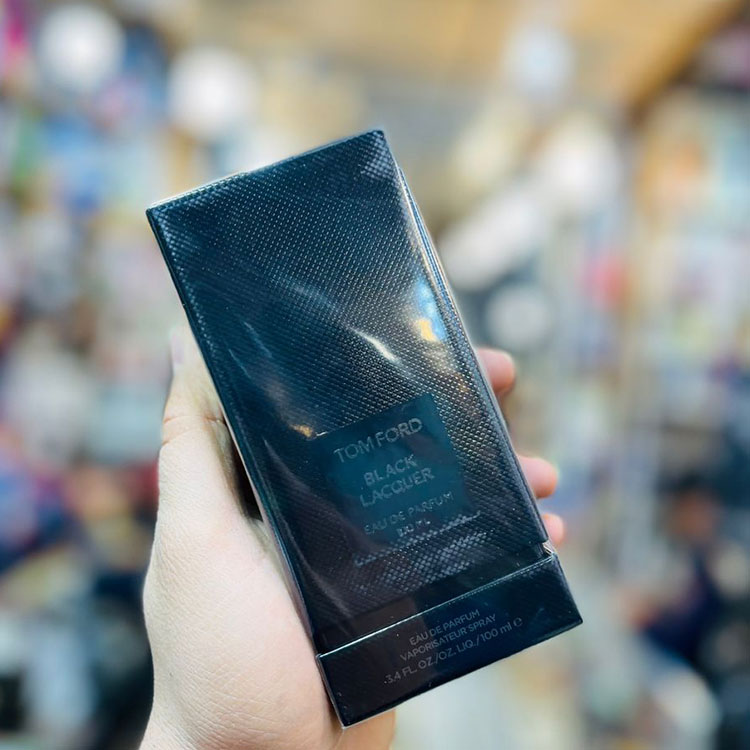 TOM FORD
BLACK
LACQUER
EAU DE PARFUM
EAU DE PARFUM
VAPORISATEUR SPRAY
3.4 FL. OZ./OZ. LIQ./100 ml ℮